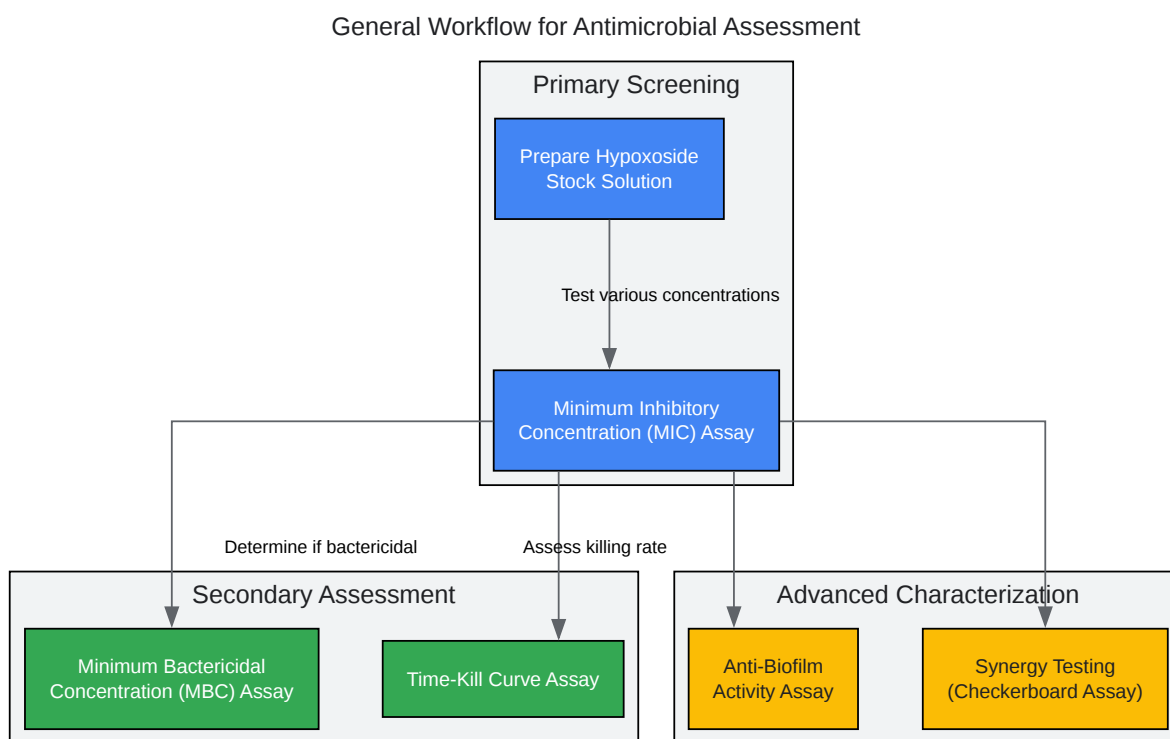 General Workflow for Antimicrobial Assessment
Primary Screening
Prepare Hypoxoside
Stock Solution
Test various concentrations
Minimum Inhibitory
Concentration (MIC) Assay
Determine if bactericidal
Assess killing rate
Secondary Assessment
Advanced Characterization
Minimum Bactericidal
Concentration (MBC) Assay
Time-Kill Curve Assay
Anti-Biofilm
Activity Assay
Synergy Testing
(Checkerboard Assay)